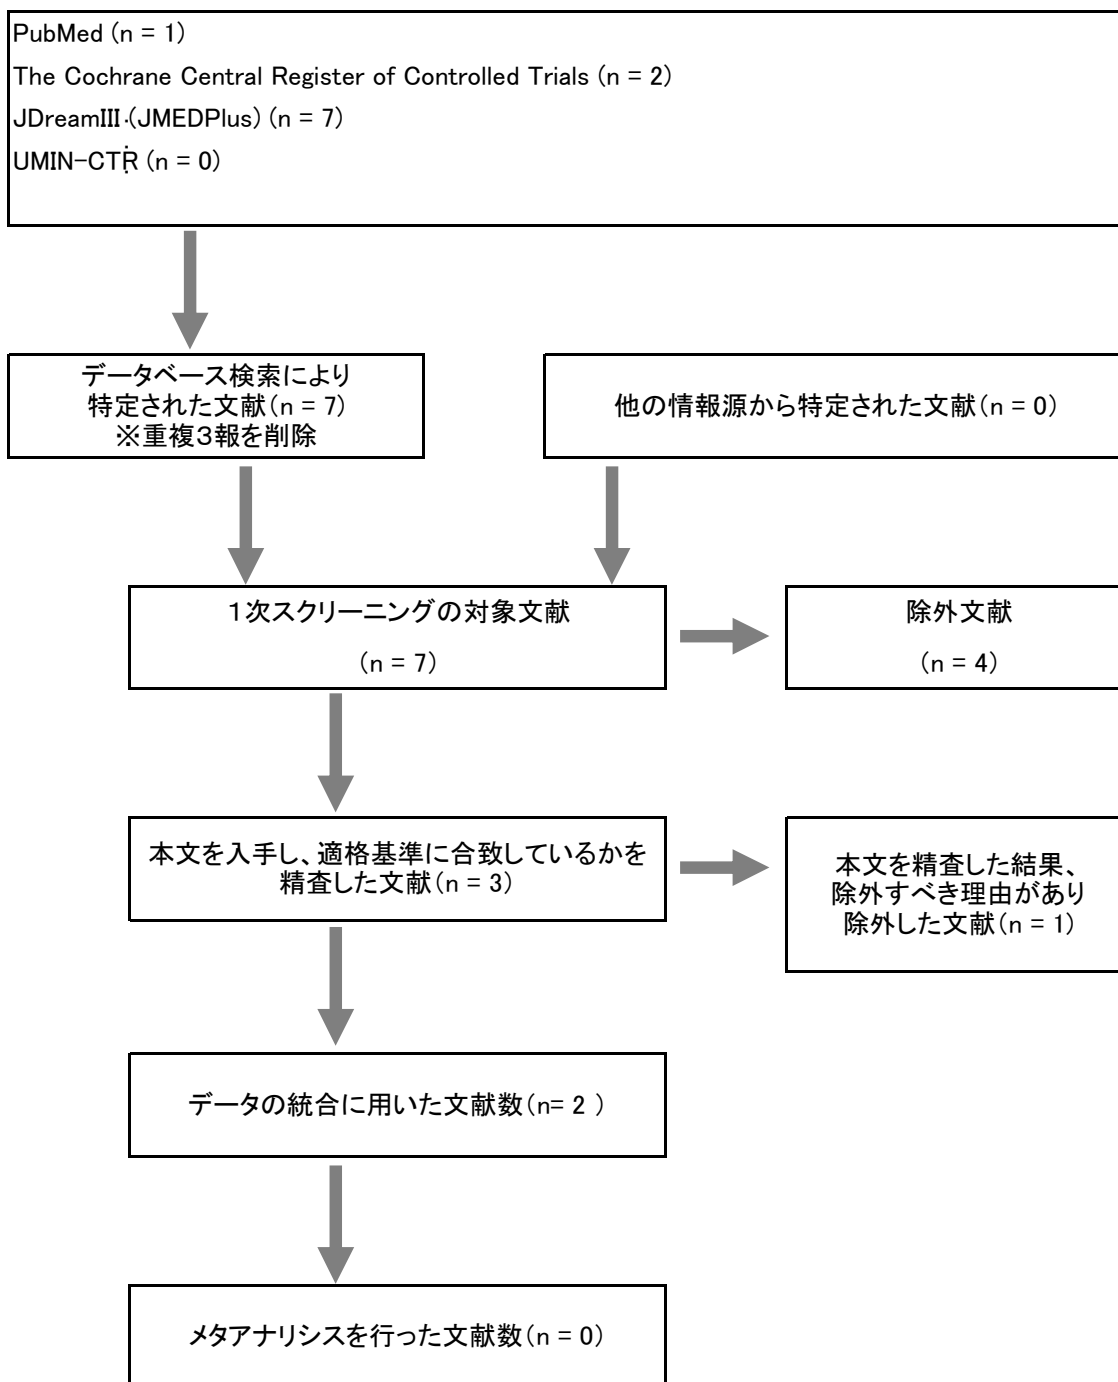 PubMed (n = 1)
The Cochrane Central Register of Controlled Trials (n = 2)
JDreamIII (JMEDPlus) (n = 7)
UMIN-CTR (n = 0)
データベース検索により
特定された文献(n = 7)
※重複3報を削除
他の情報源から特定された文献(n = 0)
1次スクリーニングの対象文献
(n = 7)
除外文献
(n = 4)
本文を入手し、適格基準に合致しているかを
精査した文献(n = 3)
本文を精査した結果、
除外すべき理由があり
除外した文献(n = 1)
データの統合に用いた文献数(n= 2 )
メタアナリシスを行った文献数(n = 0)